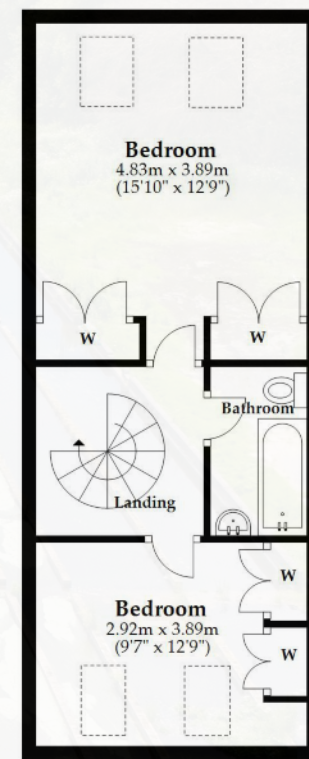 Bedroom
4.83m x 3.89m
(15'10" x 12'9")
W
W
Bathroom
Landing
Bedroom
2.92m x 3.89m
(9'7" x 12'9")
W
W